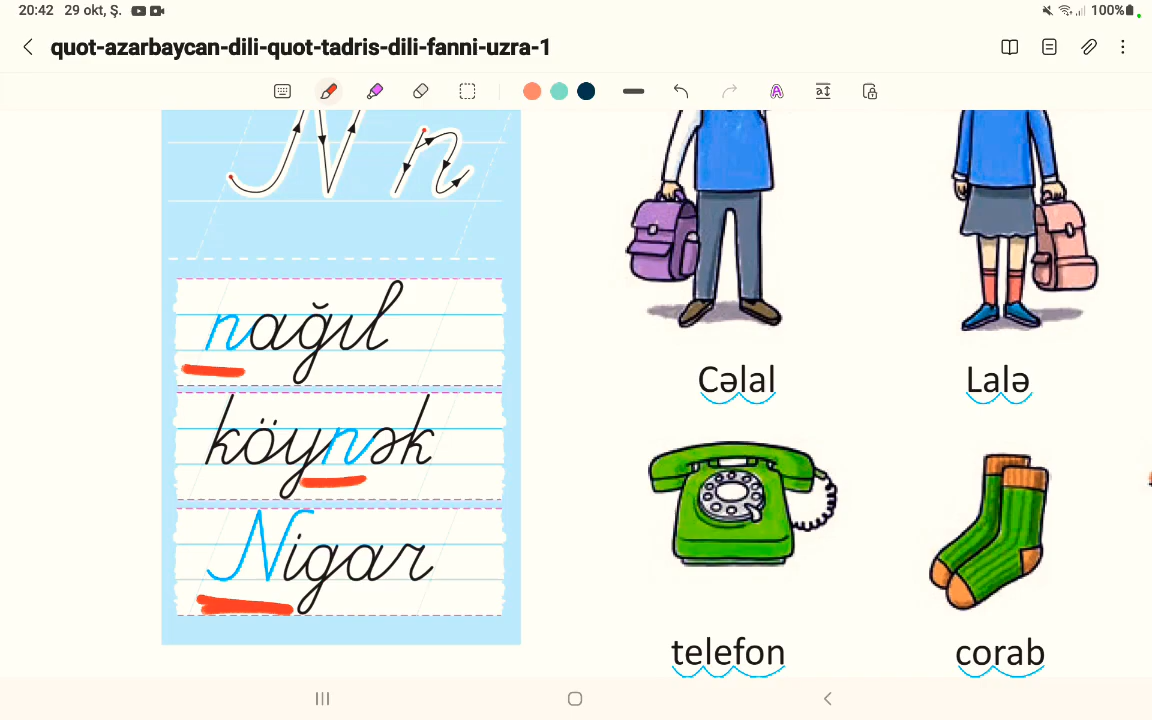 20:42 29 okt, Ş. 100%
quot-azarbaycan-dili-quot-tadris-dili-fanni-uzra-1
N n
nağıl
köynək
Nigar
Cəlal Lalə
telefon corab